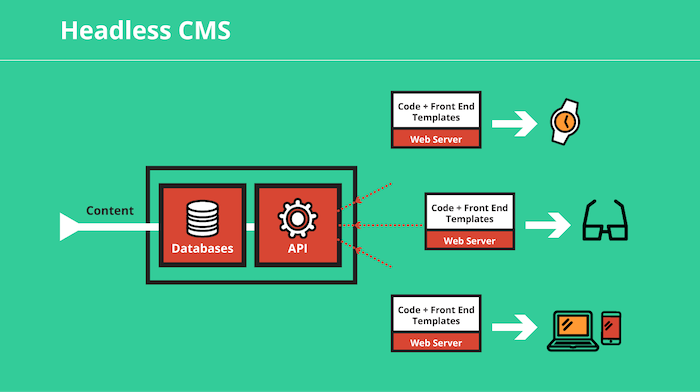 Headless CMS
Code + Front End
Templates
Web Server
Content
Databases
API
Code + Front End
Templates
Web Server
Code + Front End
Templates
Web Server